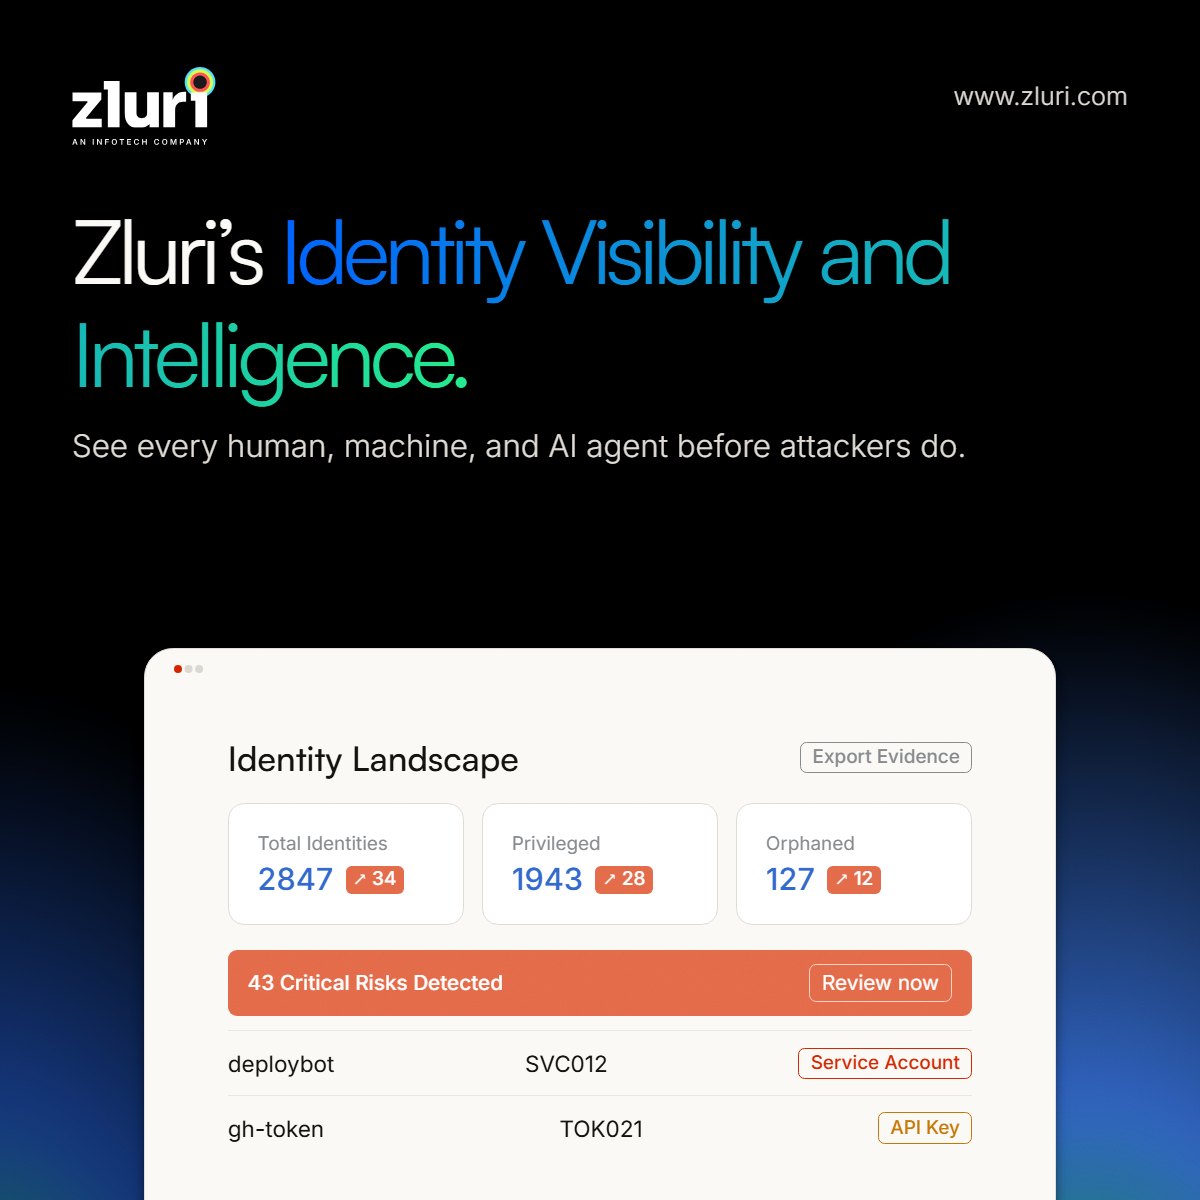 zluri
AN INFOTECH COMPANY
www.zluri.com
Zluri’s Identity Visibility and
Intelligence.
See every human, machine, and AI agent before attackers do.
Identity Landscape
Export Evidence
Total Identities
2847 ↗ 34
Privileged
1943 ↗ 28
Orphaned
127 ↗ 12
43 Critical Risks Detected
Review now
deploybot SVC012 Service Account
gh-token TOK021 API Key